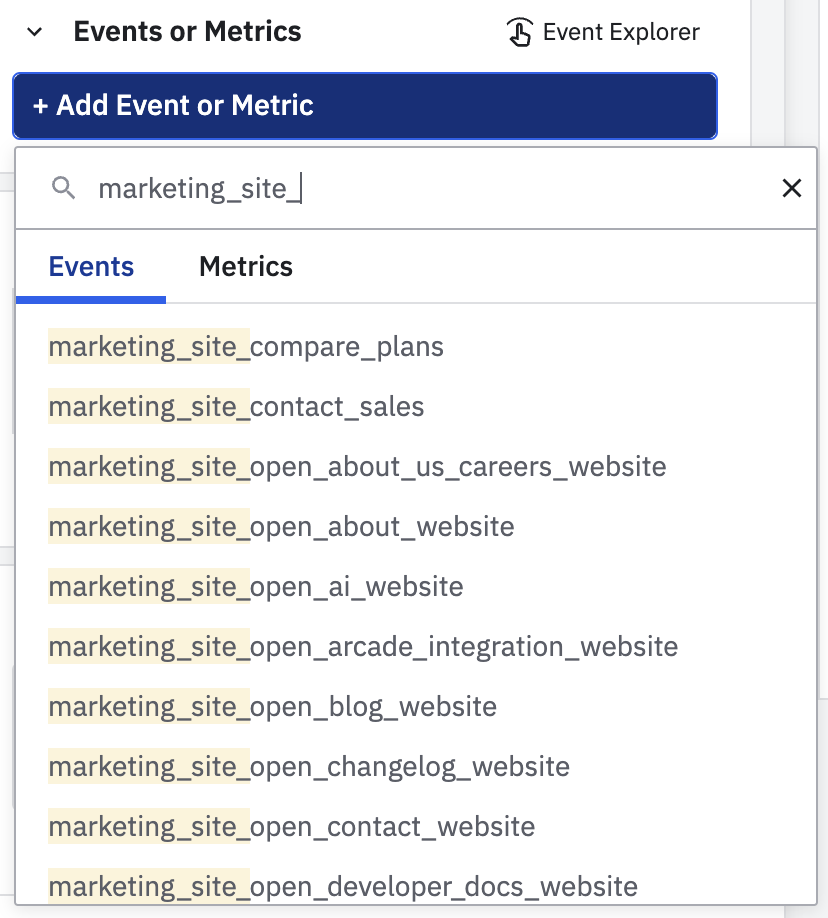 Events or Metrics
Event Explorer
+ Add Event or Metric
marketing_site_
Events
Metrics
marketing_site_compare_plans
marketing_site_contact_sales
marketing_site_open_about_us_careers_website
marketing_site_open_about_website
marketing_site_open_ai_website
marketing_site_open_arcade_integration_website
marketing_site_open_blog_website
marketing_site_open_changelog_website
marketing_site_open_contact_website
marketing_site_open_developer_docs_website